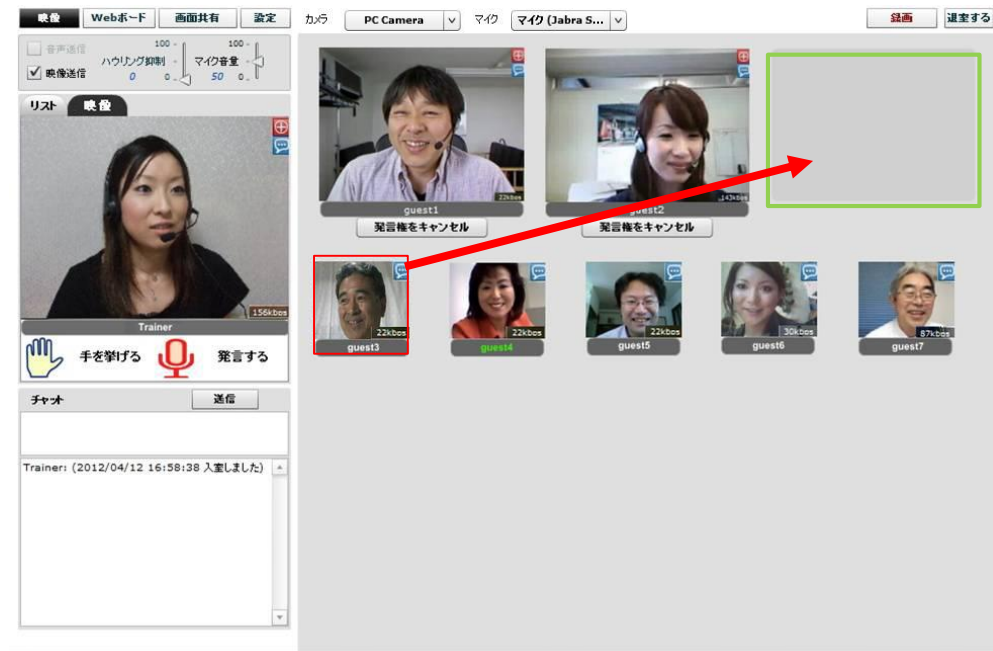 映像 Webボード 画面共有 設定 カメラ PC Camera マイク マイク (Jabra S... 録画 退室する
音声送信
映像送信
ハウリング抑制
100 -
0 -
0
マイク音量
100 -
0 -
50
リスト 映像
156kbps
Trainer
手を挙げる 発言する
チャット 送信
Trainer: (2012/04/12 16:58:38 入室しました)
22kbps
guest1
発言権をキャンセル
143kbps
guest2
発言権をキャンセル
22kbps
guest3
22kbps
guest4
22kbps
guest5
30kbps
guest6
87kbps
guest7